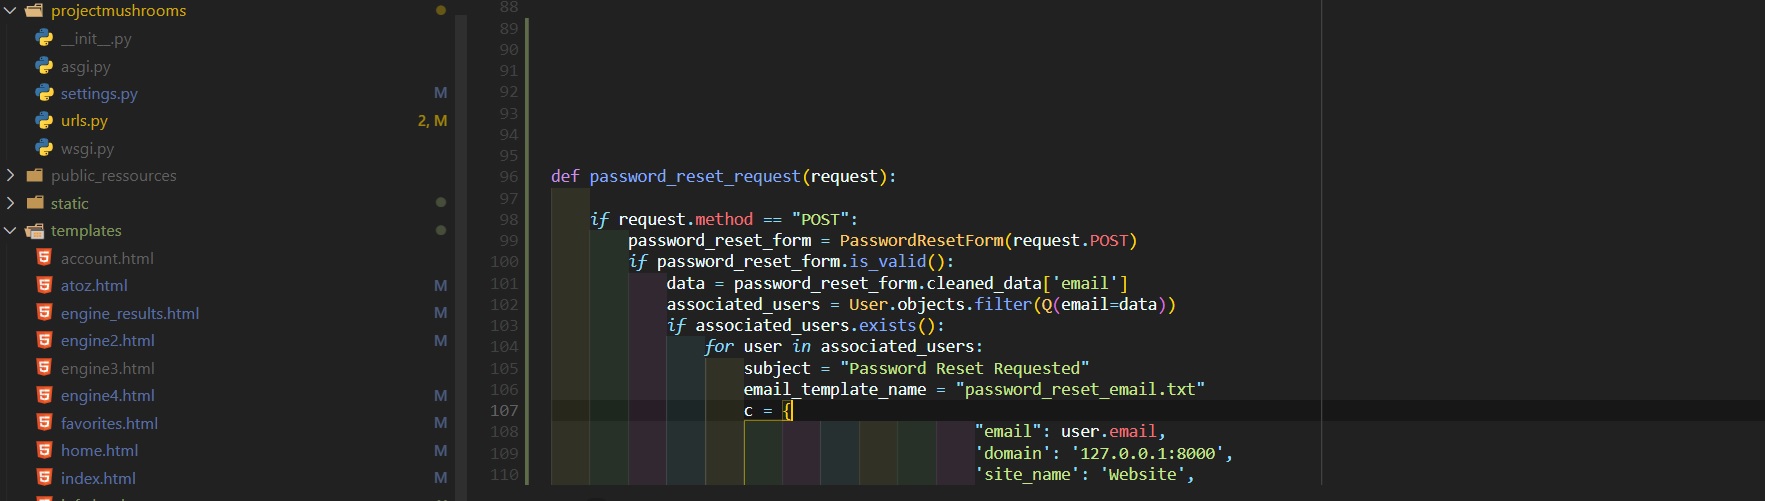 projectmushrooms
__init__.py
asgi.py
settings.py M
urls.py 2, M
wsgi.py
public_ressources
static
templates
account.html
atoz.html M
engine_results.html M
engine2.html M
engine3.html
engine4.html M
favorites.html M
home.html M
index.html M
88
89
90
91
92
93
94
95
96 def password_reset_request(request):
97
98 if request.method == "POST":
99 password_reset_form = PasswordResetForm(request.POST)
100 if password_reset_form.is_valid():
101 data = password_reset_form.cleaned_data['email']
102 associated_users = User.objects.filter(Q(email=data))
103 if associated_users.exists():
104 for user in associated_users:
105 subject = "Password Reset Requested"
106 email_template_name = "password_reset_email.txt"
107 c = {
108 "email": user.email,
109 'domain': '127.0.0.1:8000',
110 'site_name': 'Website',